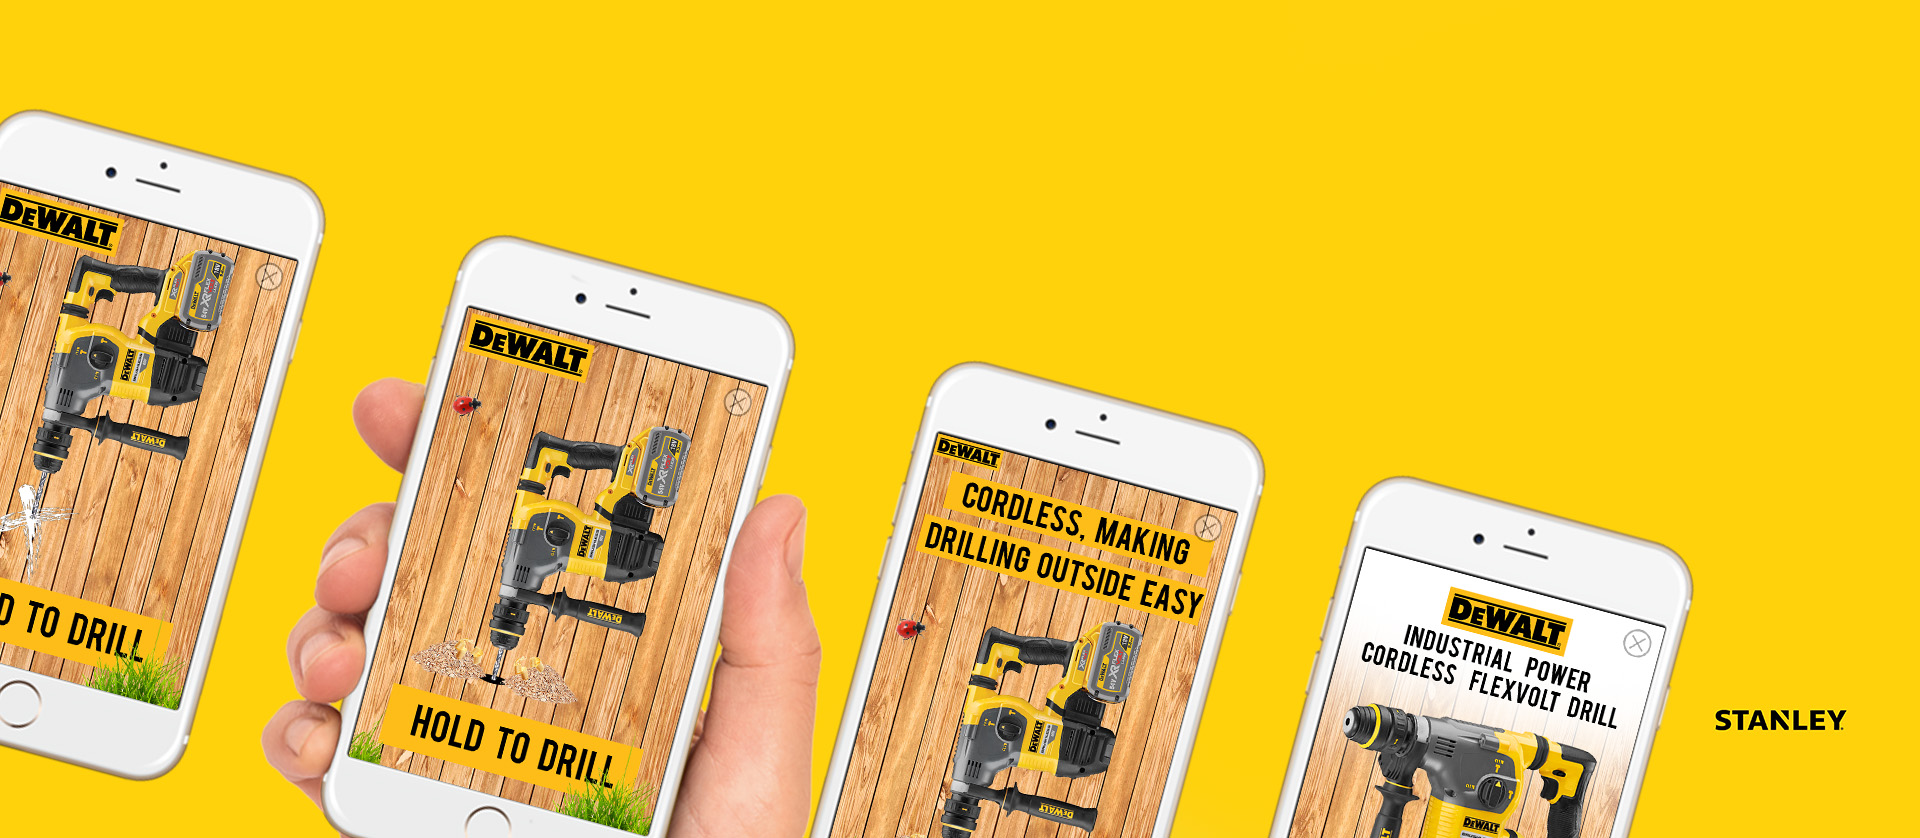 DEWALT
D TO DRILL
DEWALT
HOLD TO DRILL
DEWALT
CORDLESS, MAKING
DRILLING OUTSIDE EASY
DEWALT
INDUSTRIAL POWER
CORDLESS FLEXVOLT DRILL
DEWALT
STANLEY